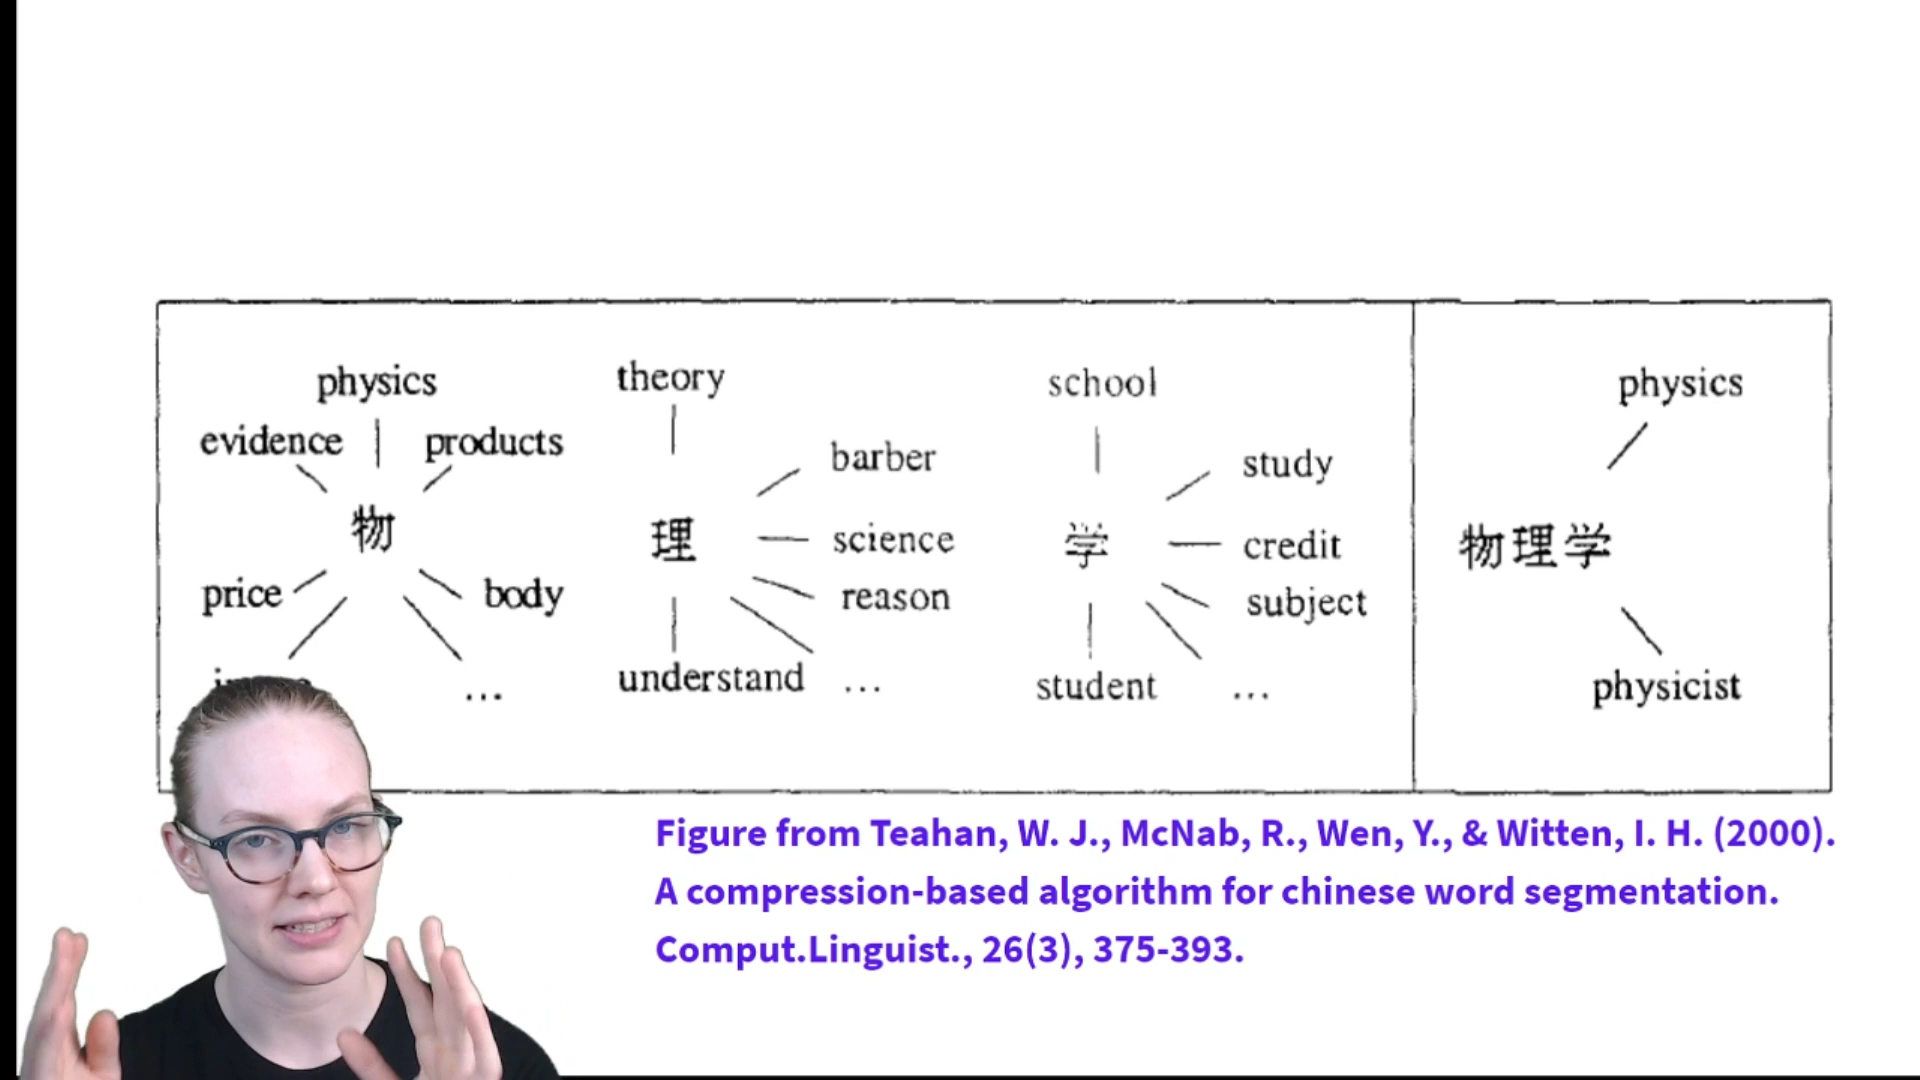 physics
evidence
products
物
price
body
...
theory
barber
理
science
reason
understand
...
school
study
学
credit
subject
student
...
physics
物理学
physicist
Figure from Teahan, W. J., McNab, R., Wen, Y., & Witten, I. H. (2000).
A compression-based algorithm for chinese word segmentation.
Comput.Linguist., 26(3), 375-393.